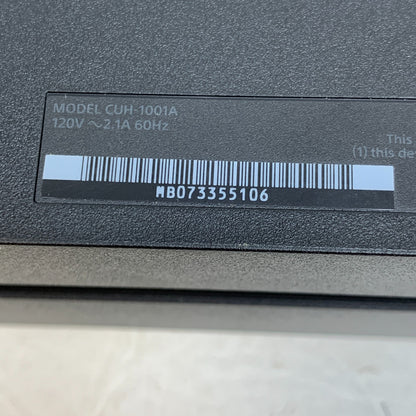 MODEL CUH-1001A
120V ～2.1A 60Hz
This
(1) this de
MB073355106